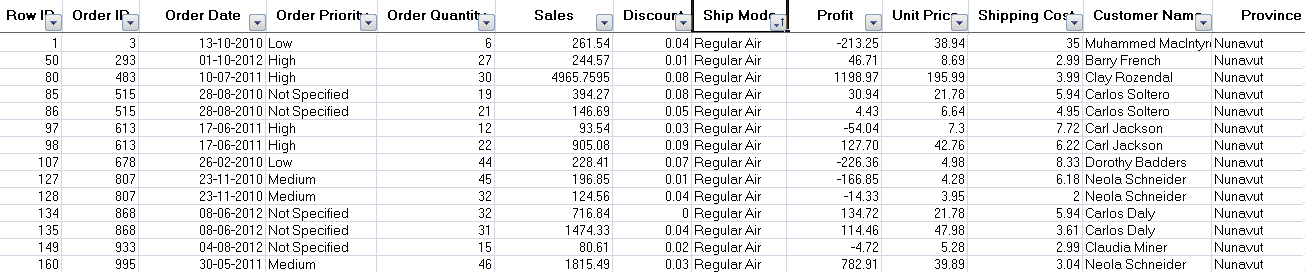 Row ID Order ID Order Date Order Priority Order Quantity Sales Discount Ship Mode Profit Unit Price Shipping Cost Customer Name Province
1 3 13-10-2010 Low 6 261.54 0.04 Regular Air -213.25 38.94 35 Muhammed MacIntyr Nunavut
50 293 01-10-2012 High 27 244.57 0.01 Regular Air 46.71 8.69 2.99 Barry French Nunavut
80 483 10-07-2011 High 30 4965.7595 0.08 Regular Air 1198.97 195.99 3.99 Clay Rozendal Nunavut
85 515 28-08-2010 Not Specified 19 394.27 0.08 Regular Air 30.94 21.78 5.94 Carlos Soltero Nunavut
86 515 28-08-2010 Not Specified 21 146.69 0.05 Regular Air 4.43 6.64 4.95 Carlos Soltero Nunavut
97 613 17-06-2011 High 12 93.54 0.03 Regular Air -54.04 7.3 7.72 Carl Jackson Nunavut
98 613 17-06-2011 High 22 905.08 0.09 Regular Air 127.70 42.76 6.22 Carl Jackson Nunavut
107 678 26-02-2010 Low 44 228.41 0.07 Regular Air -226.36 4.98 8.33 Dorothy Badders Nunavut
127 807 23-11-2010 Medium 45 196.85 0.01 Regular Air -166.85 4.28 6.18 Neola Schneider Nunavut
128 807 23-11-2010 Medium 32 124.56 0.04 Regular Air -14.33 3.95 2 Neola Schneider Nunavut
134 868 08-06-2012 Not Specified 32 716.84 0 Regular Air 134.72 21.78 5.94 Carlos Daly Nunavut
135 868 08-06-2012 Not Specified 31 1474.33 0.04 Regular Air 114.46 47.98 3.61 Carlos Daly Nunavut
149 933 04-08-2012 Not Specified 15 80.61 0.02 Regular Air -4.72 5.28 2.99 Claudia Miner Nunavut
160 995 30-05-2011 Medium 46 1815.49 0.03 Regular Air 782.91 39.89 3.04 Neola Schneider Nunavut